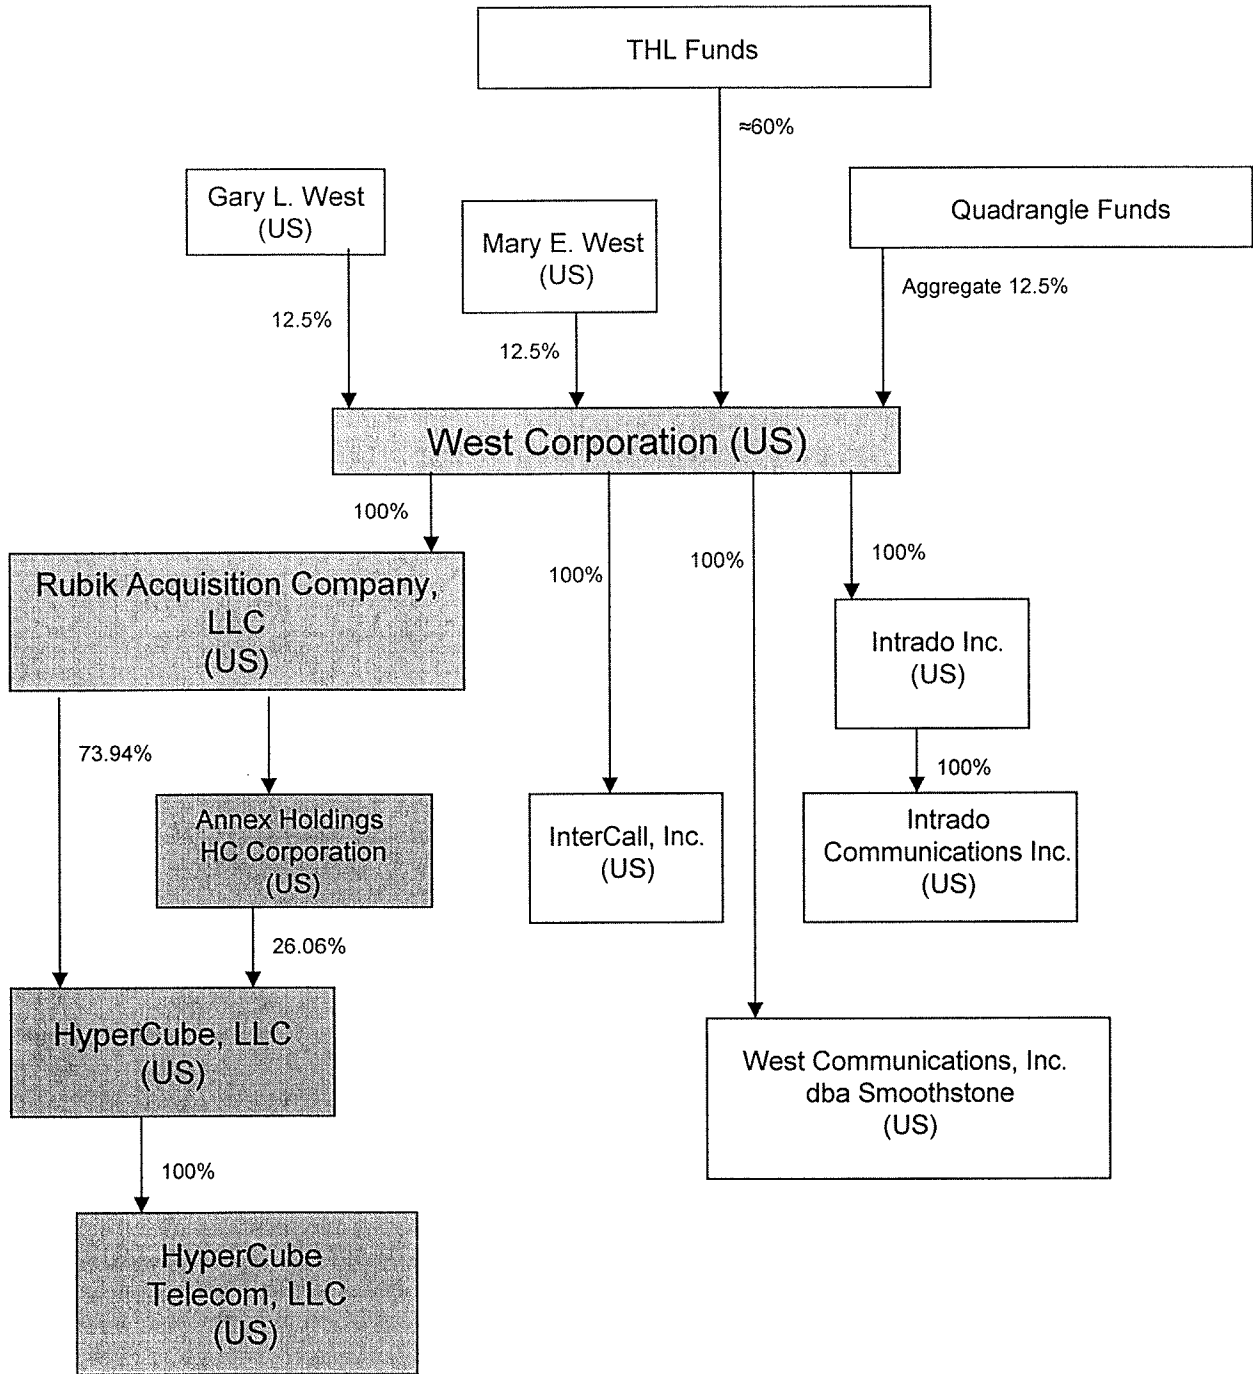 THL Funds
≈60%
Gary L. West
(US)
Mary E. West
(US)
Quadrangle Funds
12.5%
12.5%
Aggregate 12.5%
West Corporation (US)
100%
100%
100%
100%
Rubik Acquisition Company,
LLC
(US)
Intrado Inc.
(US)
73.94%
100%
Annex Holdings
HC Corporation
(US)
InterCall, Inc.
(US)
Intrado
Communications Inc.
(US)
26.06%
HyperCube, LLC
(US)
West Communications, Inc.
dba Smoothstone
(US)
100%
HyperCube
Telecom, LLC
(US)